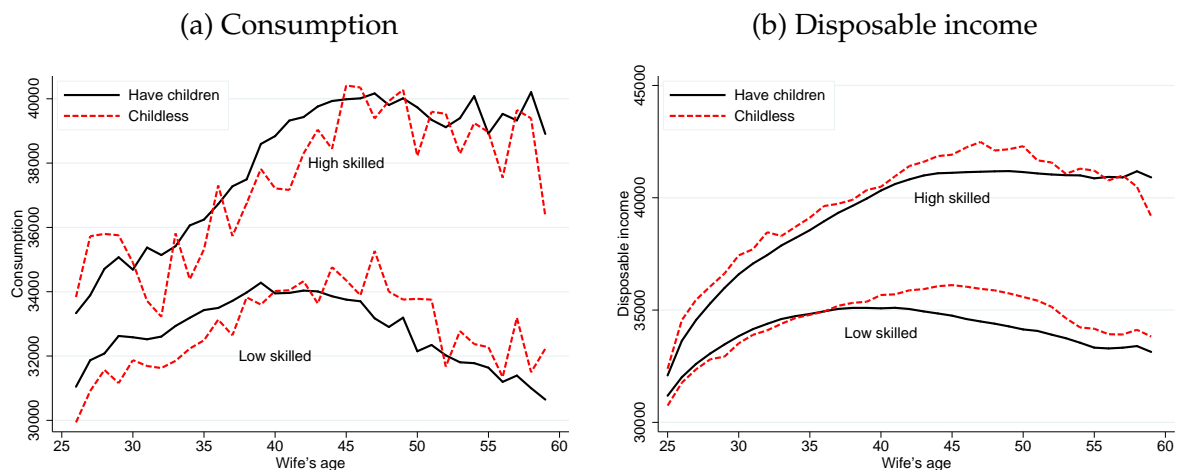 (a) Consumption
Consumption
30000 32000 34000 36000 38000 40000
Have children
Childless
High skilled
Low skilled
25 30 35 40 45 50 55 60
Wife's age
(b) Disposable income
Disposable income
30000 35000 40000 45000
Have children
Childless
High skilled
Low skilled
25 30 35 40 45 50 55 60
Wife's age